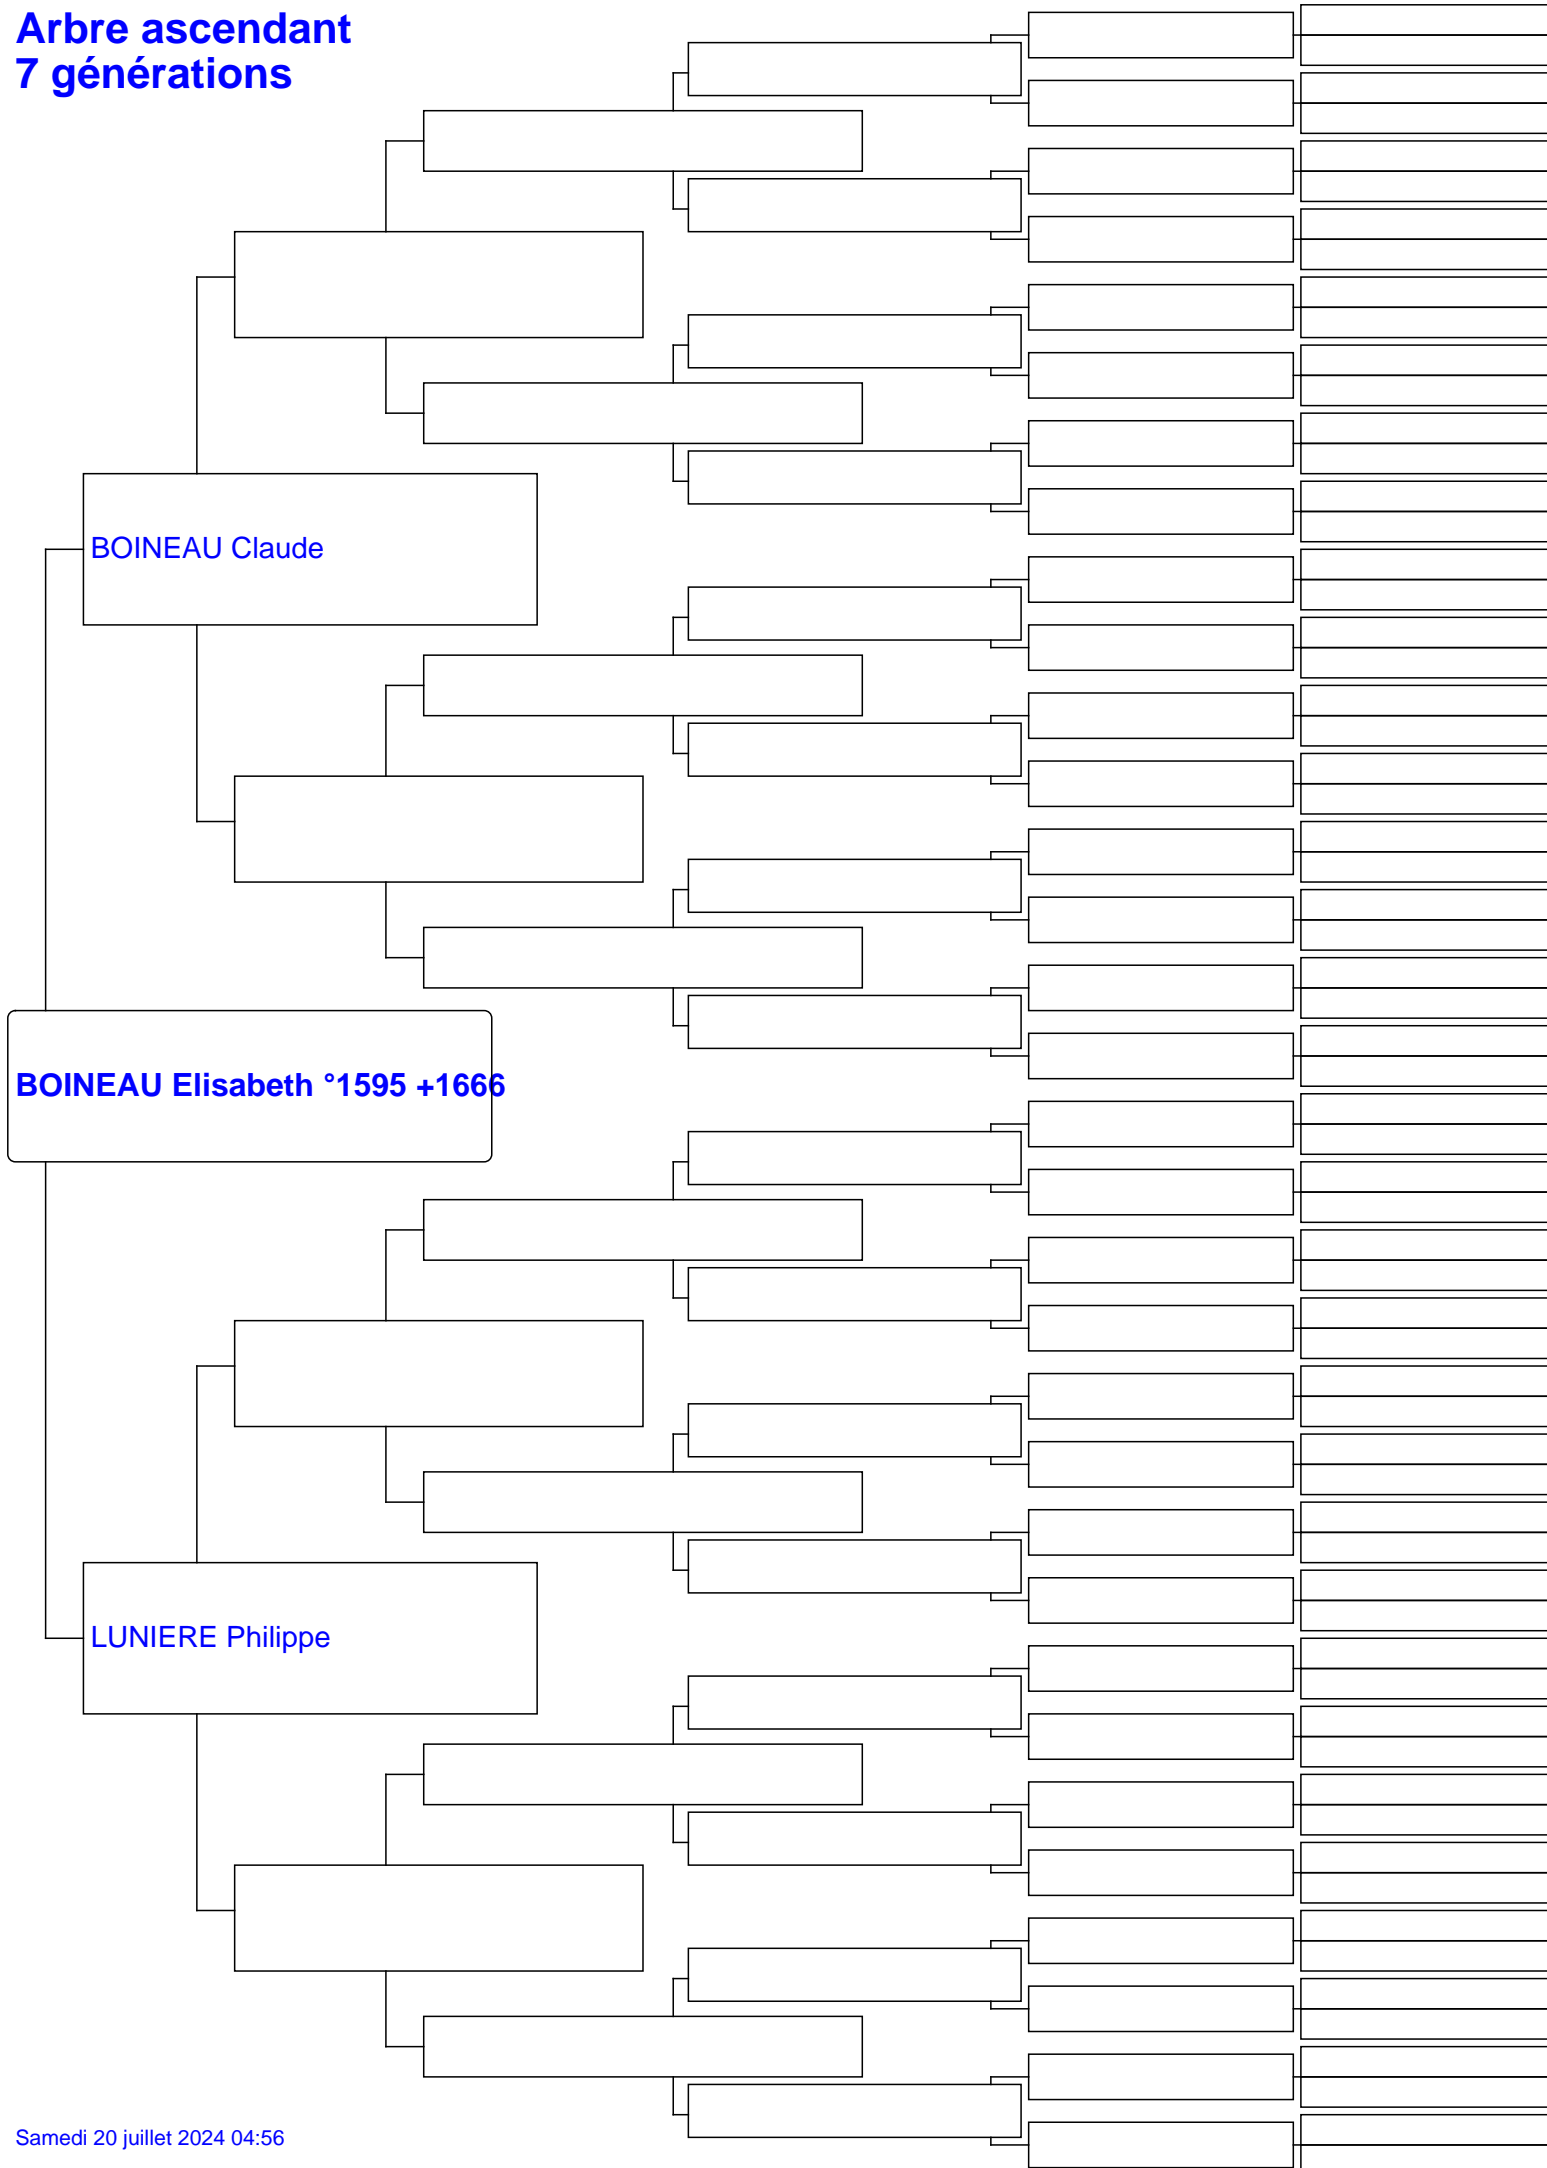 Arbre ascendant
7 générations
BOINEAU Claude
BOINEAU Elisabeth °1595 +1666
LUNIERE Philippe
Samedi 20 juillet 2024 04:56